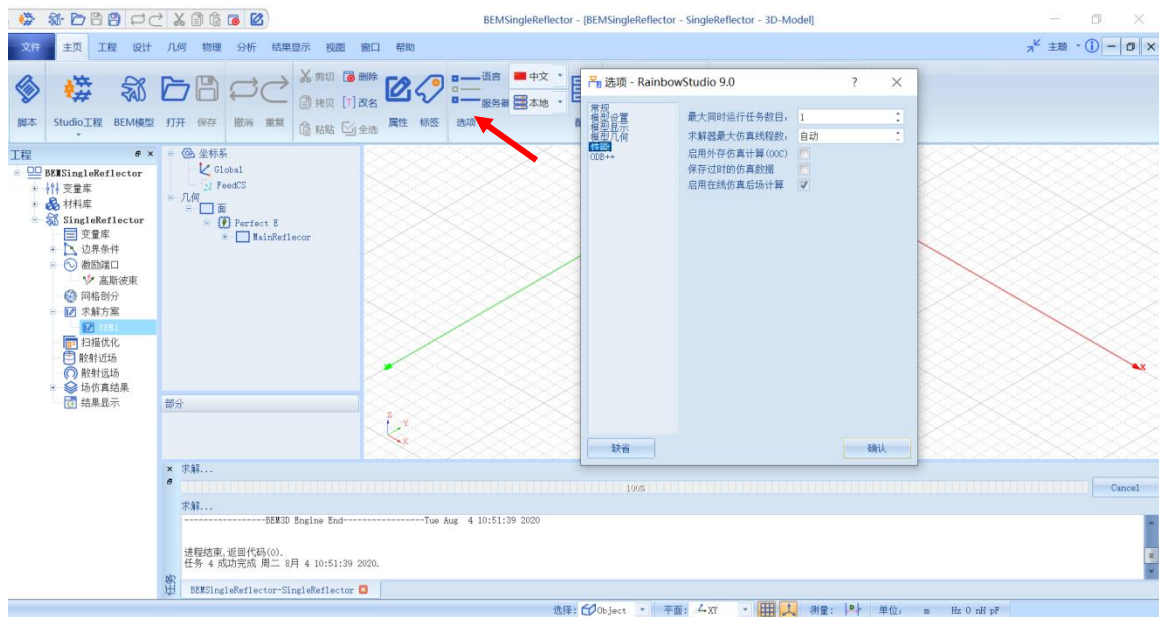 BEMSingleReflector - [BEMSingleReflector - SingleReflector - 3D-Model]
文件 主页 工程 设计 几何 物理 分析 结果显示 视图 窗口 帮助 主题
脚本 Studio工程 BEM模型 打开 保存 撤消 重复
剪切 删除
拷贝 [T]改名
粘贴 全选
属性 标签 选项
语言 中文
服务器 本地
工程
BEMSingleReflector
变量库
材料库
SingleReflector
变量库
边界条件
激励端口
高斯波束
网格剖分
求解方案
BEM1
扫描优化
散射近场
散射远场
场仿真结果
结果显示
坐标系
Global
FeedCS
几何
面
Perfect E
MainReflecor
部分
选项 - RainbowStudio 9.0 ?
常规
模型设置
模型显示
模型几何
性能
ODB++
最大同时运行任务数目: 1
求解器最大仿真线程数: 自动
启用外存仿真计算(OOC)
保存过时的仿真数据
启用在线仿真后场计算
缺省 确认
X
Z
Y
X
求解...
100% Cancel
求解...
-----------------BEM3D Engine End-----------------Tue Aug 4 10:51:39 2020
进程结束,返回代码(0).
任务 4 成功完成 周二 8月 4 10:51:39 2020.
任务
BEMSingleReflector-SingleReflector
选择: Object 平面: XY 测量: 单位: m Hz O nH pF